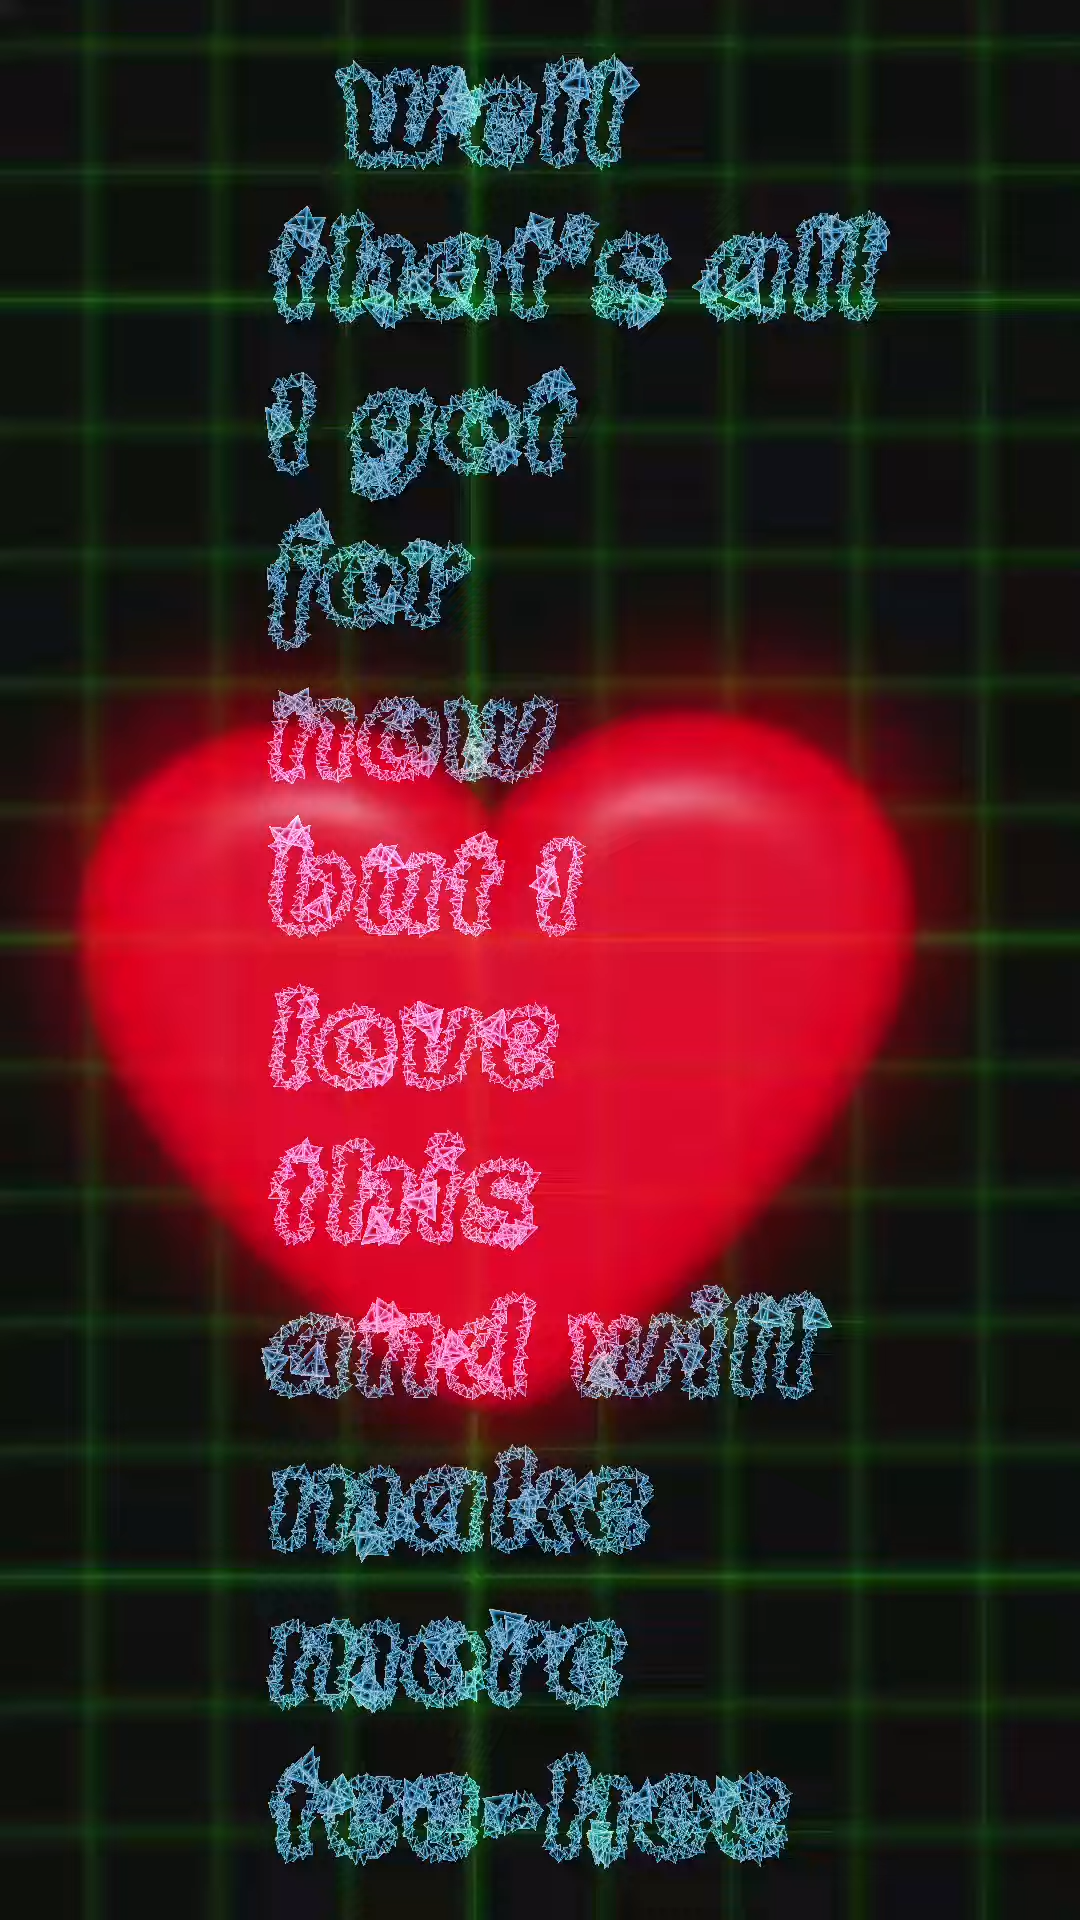 well
that's all
I got
for
now
but I
love
this
and will
make
more
tee-hee